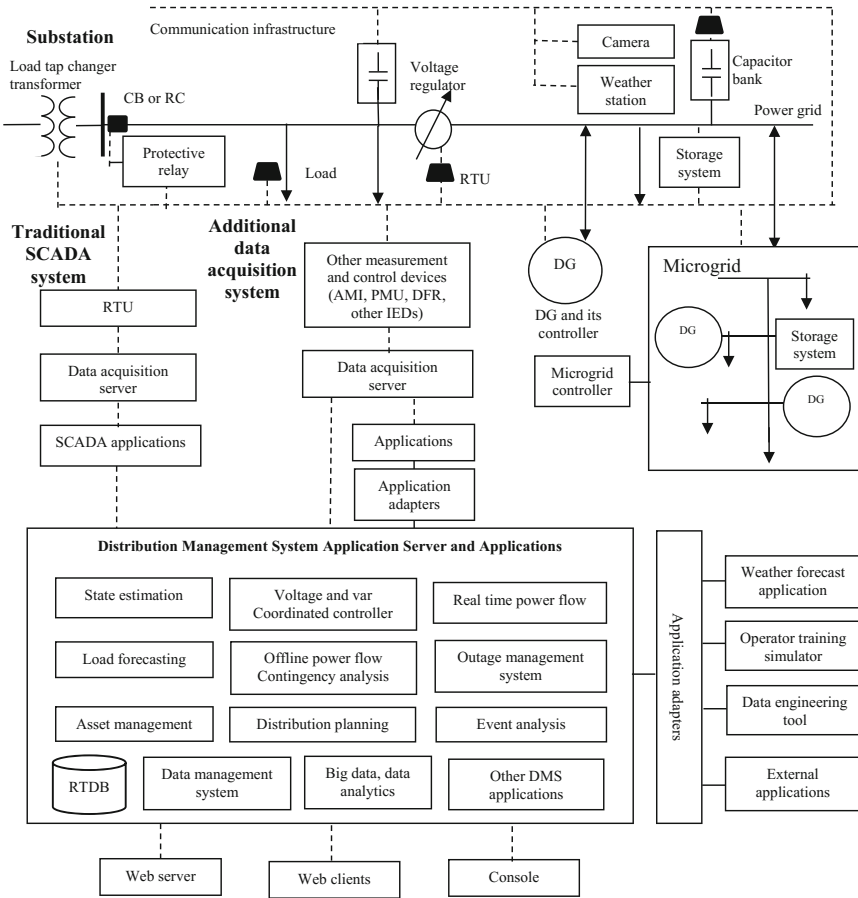 Communication infrastructure
Substation
Load tap changer
transformer
CB or RC
Voltage
regulator
Camera
Weather
station
Capacitor
bank
Power grid
Protective
relay
Load
RTU
Storage
system
Traditional
SCADA
system
Additional
data
acquisition
system
RTU
Data acquisition
server
SCADA applications
Other measurement
and control devices
(AMI, PMU, DFR,
other IEDs)
Data acquisition
server
Applications
Application
adapters
DG
DG and its
controller
Microgrid
controller
Microgrid
DG
Storage
system
DG
Distribution Management System Application Server and Applications
State estimation
Voltage and var
Coordinated controller
Real time power flow
Load forecasting
Offline power flow
Contingency analysis
Outage management
system
Asset management
Distribution planning
Event analysis
RTDB
Data management
system
Big data, data
analytics
Other DMS
applications
Application adapters
Weather forecast
application
Operator training
simulator
Data engineering
tool
External
applications
Web server
Web clients
Console